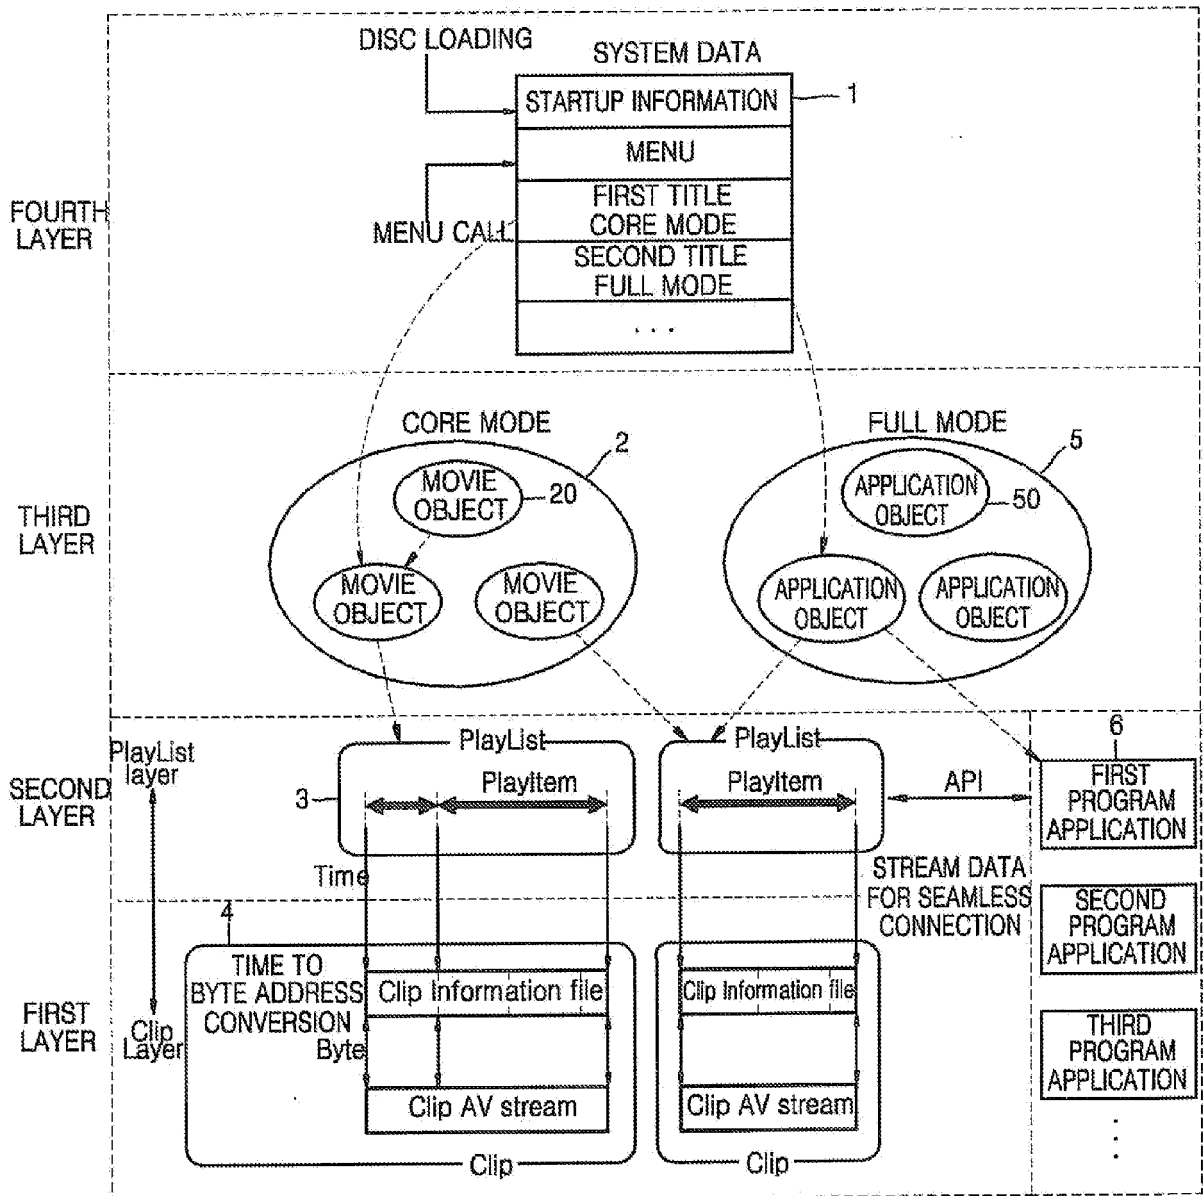 DISC LOADING
SYSTEM DATA
STARTUP INFORMATION
1
MENU
FIRST TITLE
CORE MODE
MENU CALL
SECOND TITLE
FULL MODE
. . .
FOURTH
LAYER
CORE MODE
2
MOVIE
OBJECT
20
MOVIE
OBJECT
MOVIE
OBJECT
FULL MODE
5
APPLICATION
OBJECT
50
APPLICATION
OBJECT
APPLICATION
OBJECT
THIRD
LAYER
PlayList
layer
SECOND
LAYER
PlayList
3
PlayItem
Time
PlayList
PlayItem
API
6
FIRST
PROGRAM
APPLICATION
STREAM DATA
FOR SEAMLESS
CONNECTION
SECOND
PROGRAM
APPLICATION
THIRD
PROGRAM
APPLICATION
FIRST
LAYER
Clip
Layer
4
TIME TO
BYTE ADDRESS
CONVERSION
Byte
Clip Information file
Clip AV stream
Clip
Clip Information file
Clip AV stream
Clip